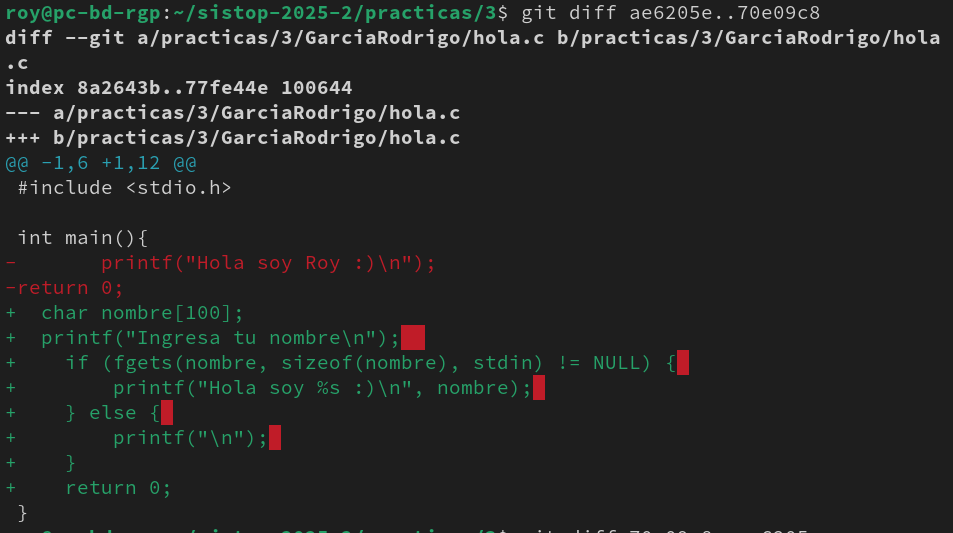 roy@pc-bd-rgp:~/sistop-2025-2/practicas/3$ git diff ae6205e..70e09c8
diff --git a/practicas/3/GarciaRodrigo/hola.c b/practicas/3/GarciaRodrigo/hola
.c
index 8a2643b..77fe44e 100644
--- a/practicas/3/GarciaRodrigo/hola.c
+++ b/practicas/3/GarciaRodrigo/hola.c
@@ -1,6 +1,12 @@
 #include <stdio.h>
 int main(){
-       printf("Hola soy Roy :)\n");
-return 0;
+  char nombre[100];
+  printf("Ingresa tu nombre\n");
+    if (fgets(nombre, sizeof(nombre), stdin) != NULL) {
+        printf("Hola soy %s :)\n", nombre);
+    } else {
+        printf("\n");
+    }
+    return 0;
 }